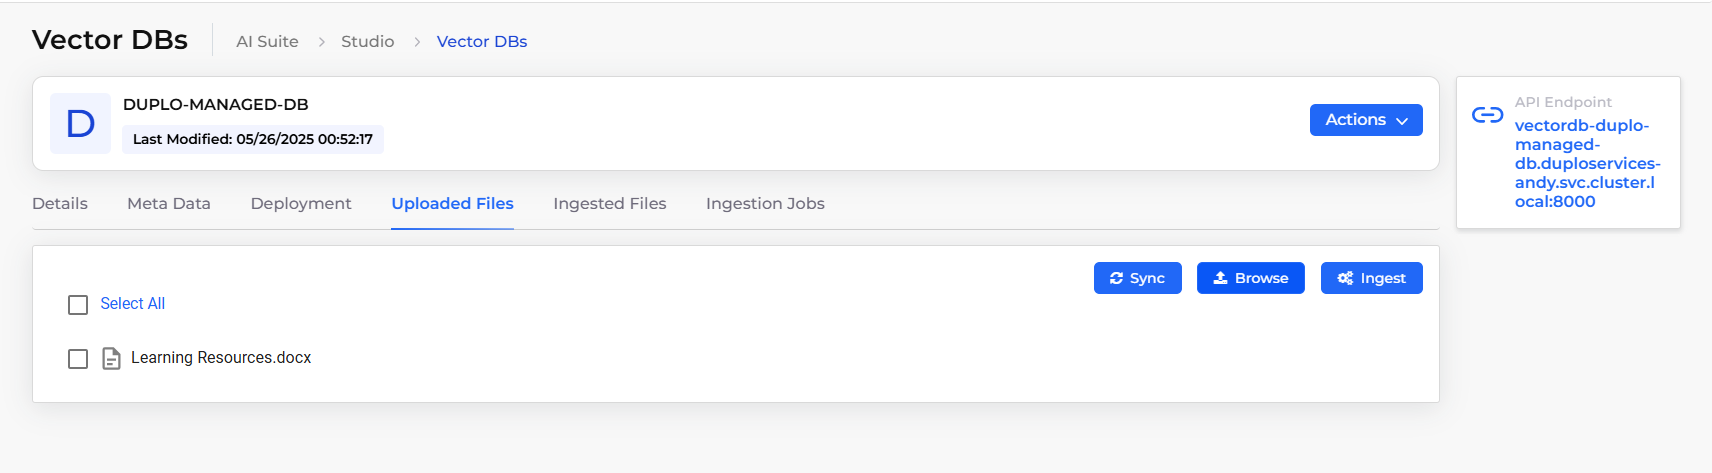 Vector DBs
AI Suite > Studio > Vector DBs
D
DUPLO-MANAGED-DB
Last Modified: 05/26/2025 00:52:17
Actions
API Endpoint
vectordb-duplo-
managed-
db.duploservices-
andy.svc.cluster.l
ocal:8000
Details Meta Data Deployment Uploaded Files Ingested Files Ingestion Jobs
Sync Browse Ingest
Select All
Learning Resources.docx